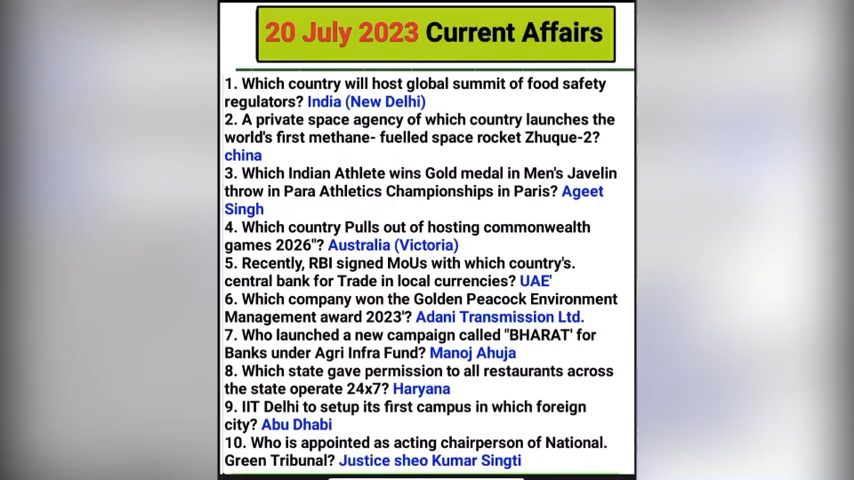 20 July 2023 Current Affairs
1. Which country will host global summit of food safety
regulators? India (New Delhi)
2. A private space agency of which country launches the
world's first methane- fuelled space rocket Zhuque-2?
china
3. Which Indian Athlete wins Gold medal in Men's Javelin
throw in Para Athletics Championships in Paris? Ageet
Singh
4. Which country Pulls out of hosting commonwealth
games 2026"? Australia (Victoria)
5. Recently, RBI signed MoUs with which country's.
central bank for Trade in local currencies? UAE'
6. Which company won the Golden Peacock Environment
Management award 2023'? Adani Transmission Ltd.
7. Who launched a new campaign called "BHARAT' for
Banks under Agri Infra Fund? Manoj Ahuja
8. Which state gave permission to all restaurants across
the state operate 24x7? Haryana
9. IIT Delhi to setup its first campus in which foreign
city? Abu Dhabi
10. Who is appointed as acting chairperson of National.
Green Tribunal? Justice sheo Kumar Singti